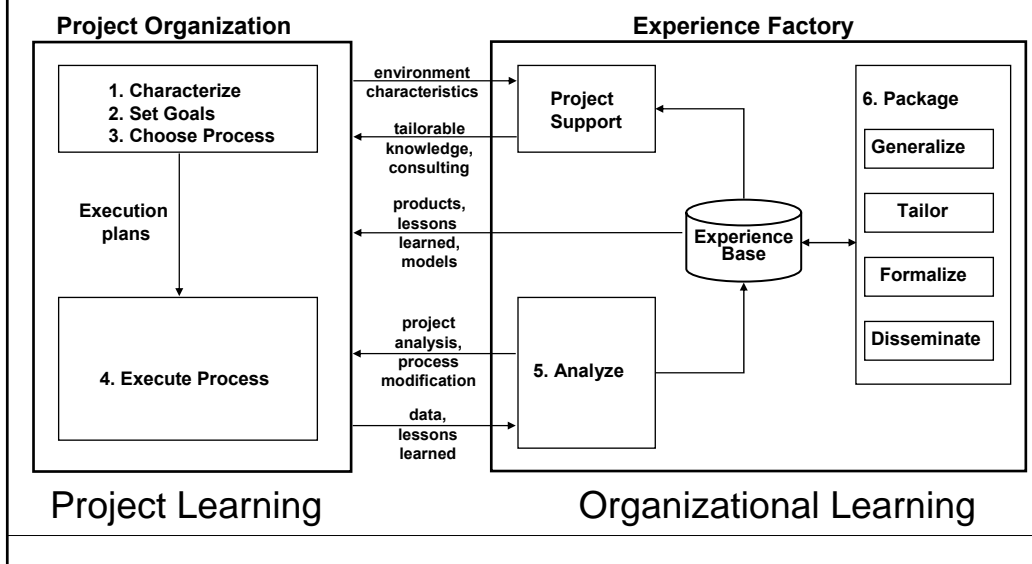 Project Organization
Experience Factory
1. Characterize
2. Set Goals
3. Choose Process
environment
characteristics
tailorable
knowledge,
consulting
Project
Support
6. Package
Generalize
Tailor
Formalize
Disseminate
Execution
plans
products,
lessons
learned,
models
Experience
Base
4. Execute Process
project
analysis,
process
modification
5. Analyze
data,
lessons
learned
Project Learning
Organizational Learning